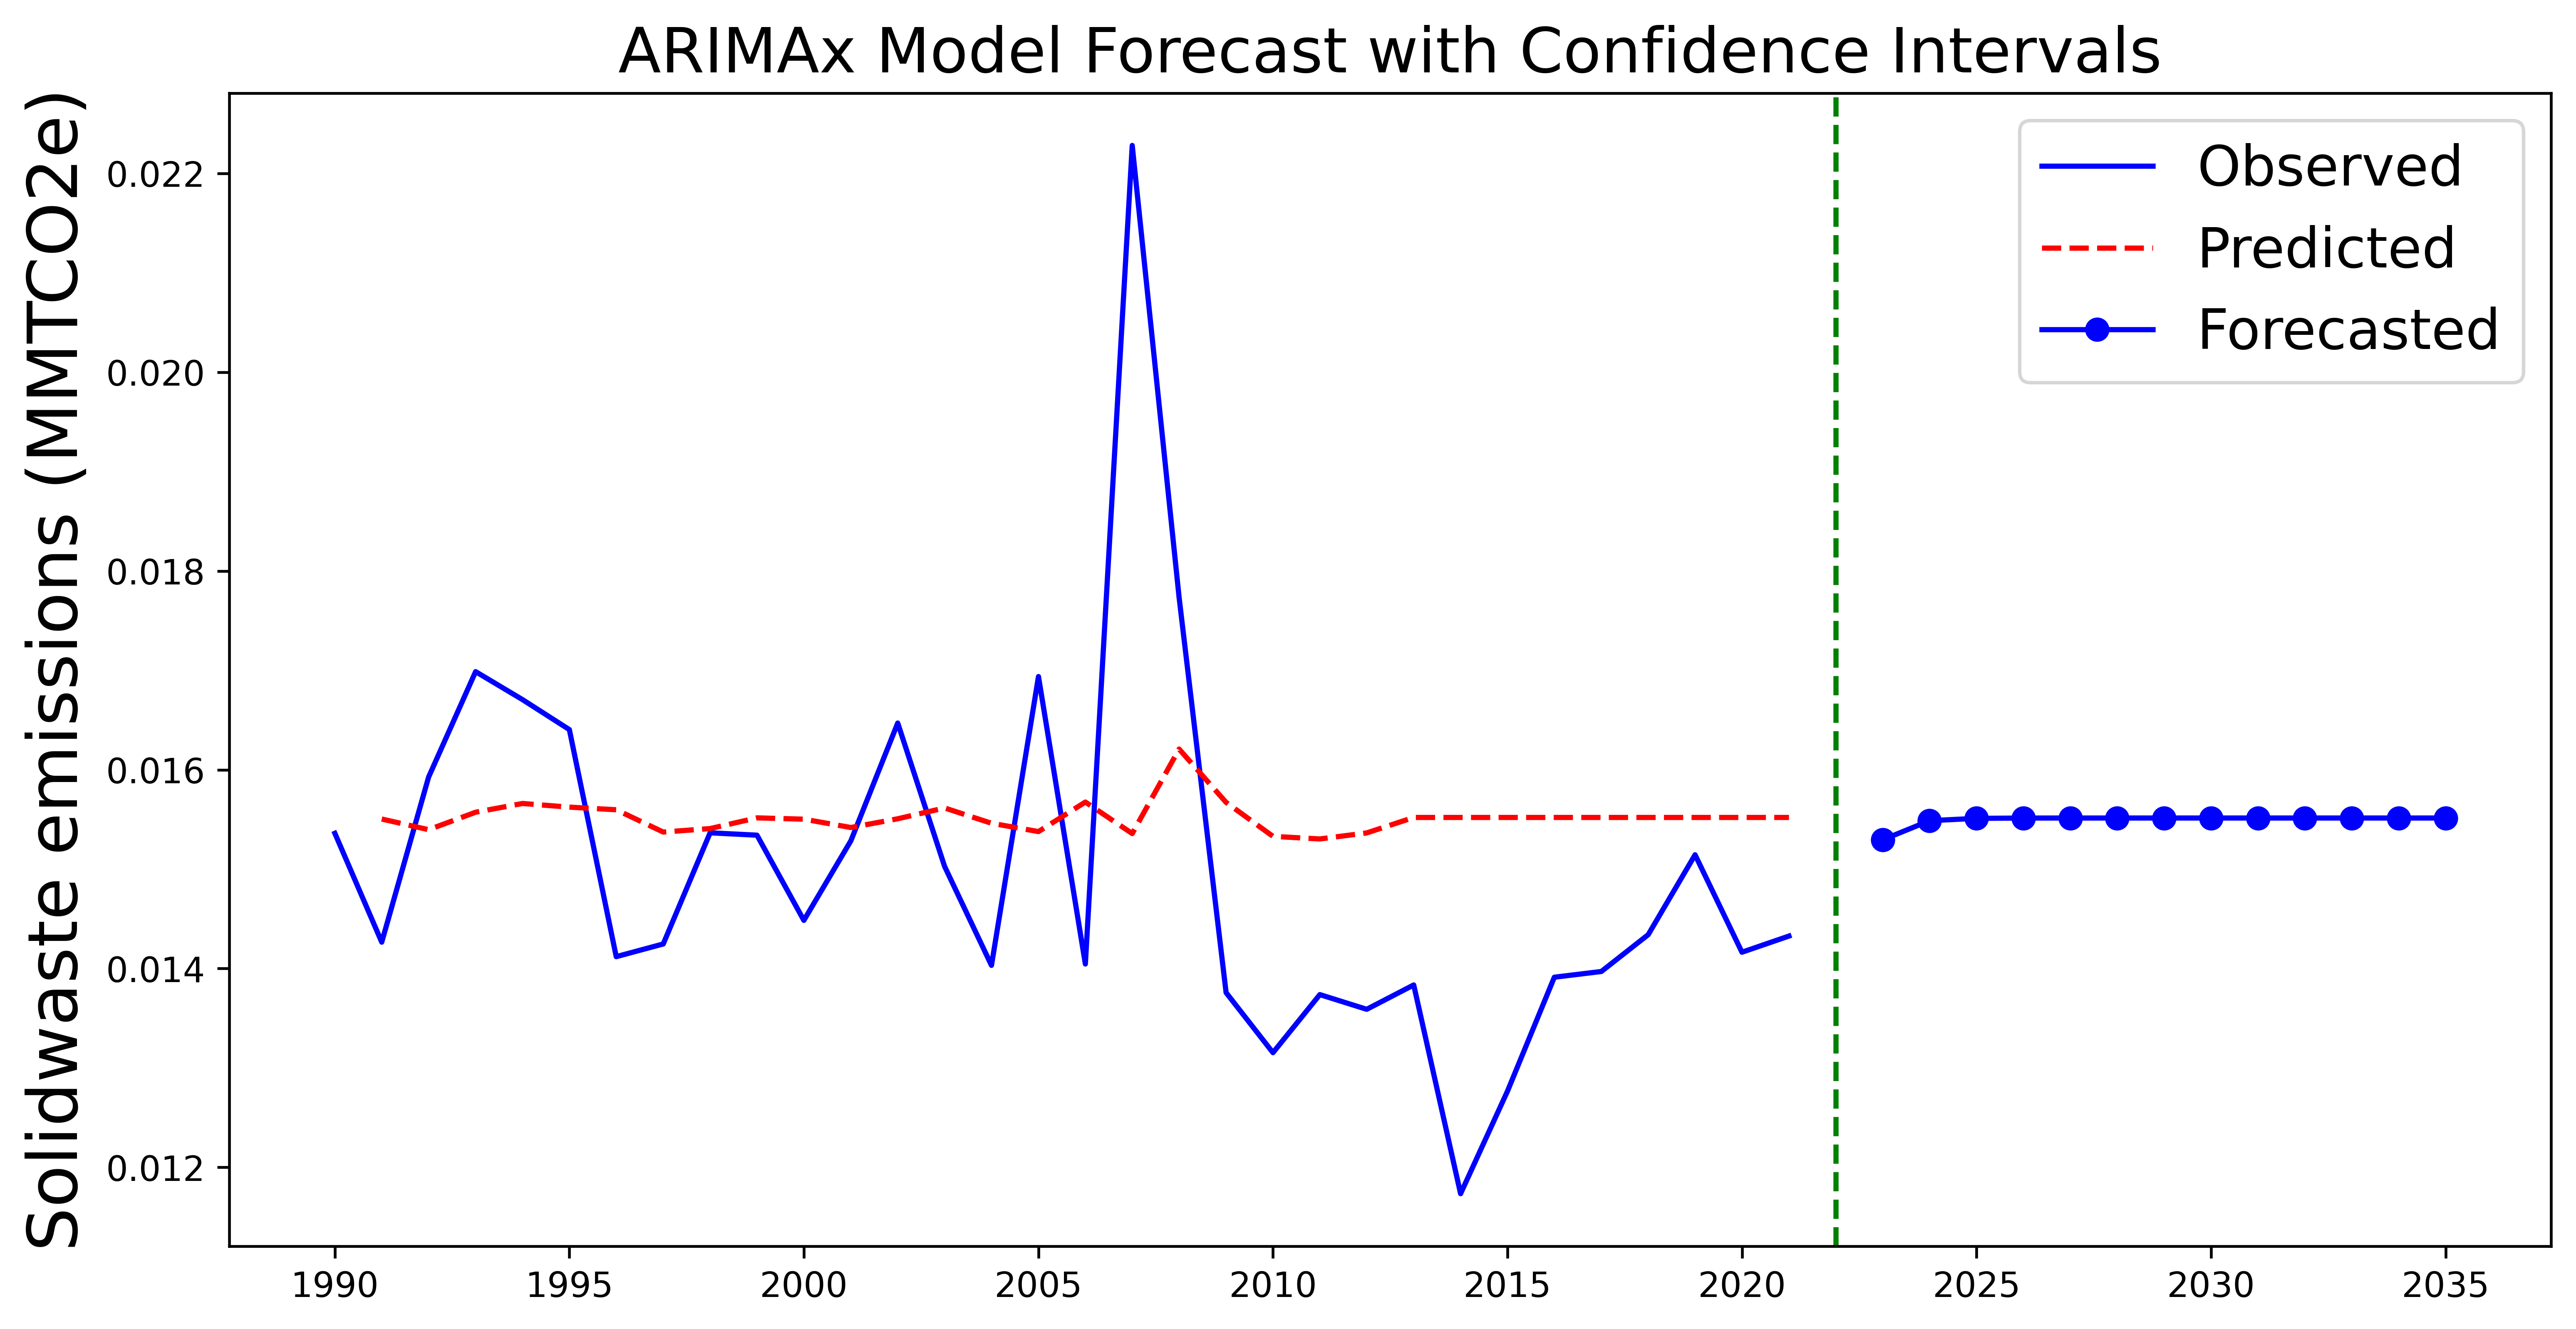 ARIMAx Model Forecast with Confidence Intervals
Solidwaste emissions (MMTCO2e)
0.022
0.020
0.018
0.016
0.014
0.012
Observed
Predicted
Forecasted
1990 1995 2000 2005 2010 2015 2020 2025 2030 2035